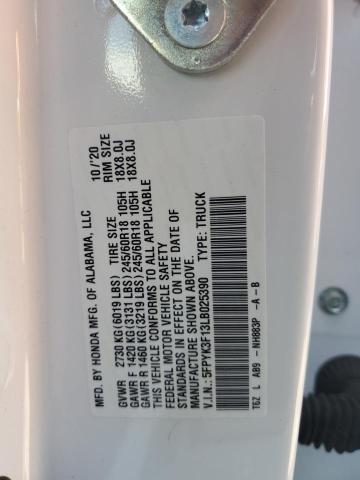 MFD BY HONDA MFG. OF ALABAMA, LLC 10/'20
TIRE SIZE RIM SIZE
GVWR 2730 KG(6019 LBS)
GAWR F 1420 KG(3131 LBS)245/60R18 105H 18X8.0J
GAWR R 1460 KG(3219 LBS)245/60R18 105H 18X8.0J
THIS VEHICLE CONFORMS TO ALL APPLICABLE
FEDERAL MOTOR VEHICLE SAFETY
STANDARDS IN EFFECT ON THE DATE OF
MANUFACTURE SHOWN ABOVE.
V.I.N.: 5FPYK3F13LB025390 TYPE: TRUCK
T6Z L A89 -NH883P -A-B